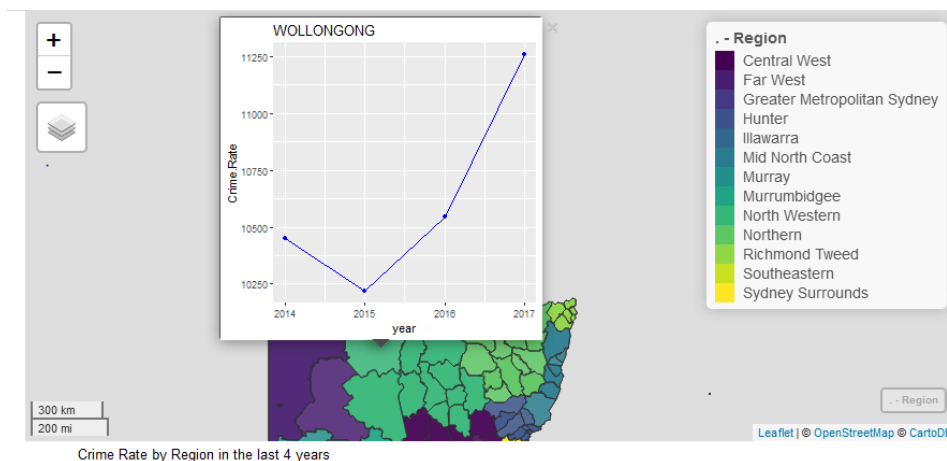 +
−
WOLLONGONG
×
Crime.Rate
11250
11000
10750
10500
10250
2014 2015 2016 2017
year
. - Region
Central West
Far West
Greater Metropolitan Sydney
Hunter
Illawarra
Mid North Coast
Murray
Murrumbidgee
North Western
Northern
Richmond Tweed
Southeastern
Sydney Surrounds
300 km
200 mi
. - Region
Leaflet | © OpenStreetMap © CartoD
Crime Rate by Region in the last 4 years